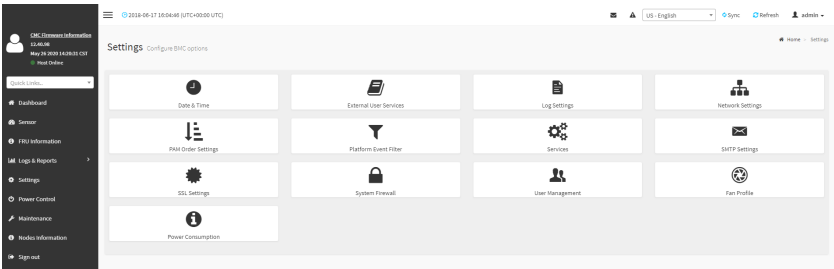 2018-06-17 16:04:46 (UTC+00:00 UTC)
US - English
Sync
Refresh
admin
CMC Firmware Information
12.40.98
May 26 2020 14:20:31 CST
Host Online
Quick Links...
Dashboard
Sensor
FRU Information
Logs & Reports
Settings
Power Control
Maintenance
Nodes Information
Sign out
Settings Configure BMC options
Home - Settings
Date & Time
External User Services
Log Settings
Network Settings
PAM Order Settings
Platform Event Filter
Services
SMTP Settings
SSL Settings
System Firewall
User Management
Fan Profile
Power Consumption